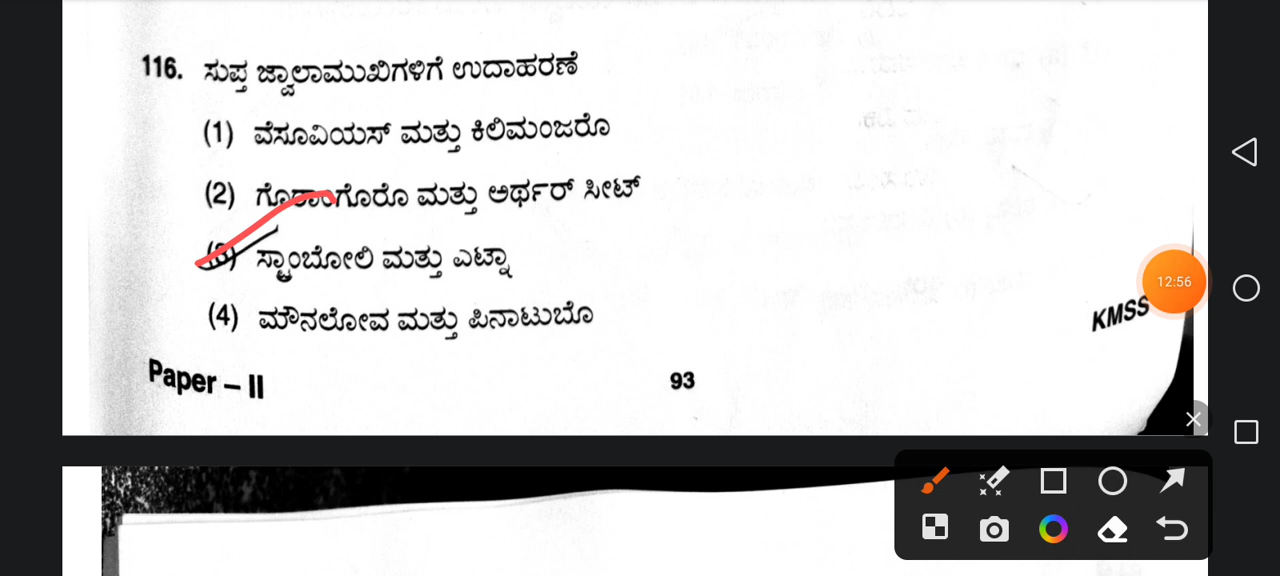 116. ಸುಪ್ತ ಜ್ವಾಲಾಮುಖಿಗಳಿಗೆ ಉದಾಹರಣೆ
(1) ವೆಸೂವಿಯಸ್ ಮತ್ತು ಕಿಲಿಮಂಜರೊ
(2) ಗೊರಾಂಗೊರೊ ಮತ್ತು ಅರ್ಥರ್ ಸೀಟ್
(3) ಸ್ಟ್ರಾಂಬೋಲಿ ಮತ್ತು ಎಟ್ನಾ
(4) ಮೌನಲೋವ ಮತ್ತು ಪಿನಾಟುಬೊ
KMSS
Paper – II
93
12:56